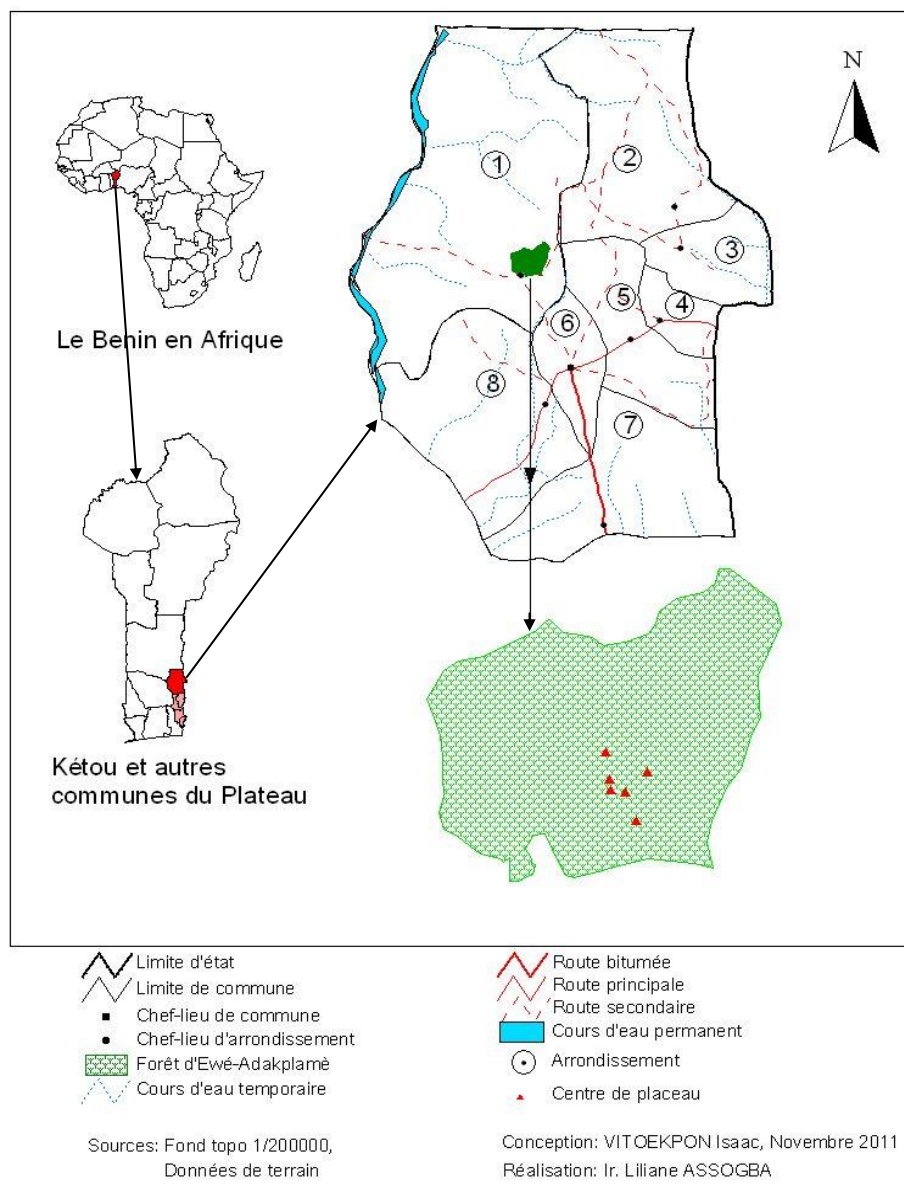 N
1
2
3
4
5
6
7
8
Le Benin en Afrique
Kétou et autres
communes du Plateau
Limite d'état
Limite de commune
Chef-lieu de commune
Chef-lieu d'arrondissement
Forêt d'Ewé-Adakplamè
Cours d'eau temporaire
Route bitumée
Route principale
Route secondaire
Cours d'eau permanent
Arrondissement
Centre de placeau
Sources: Fond topo 1/200000,
Données de terrain
Conception: VITOEKPON Isaac, Novembre 2011
Réalisation: Ir. Liliane ASSOGBA